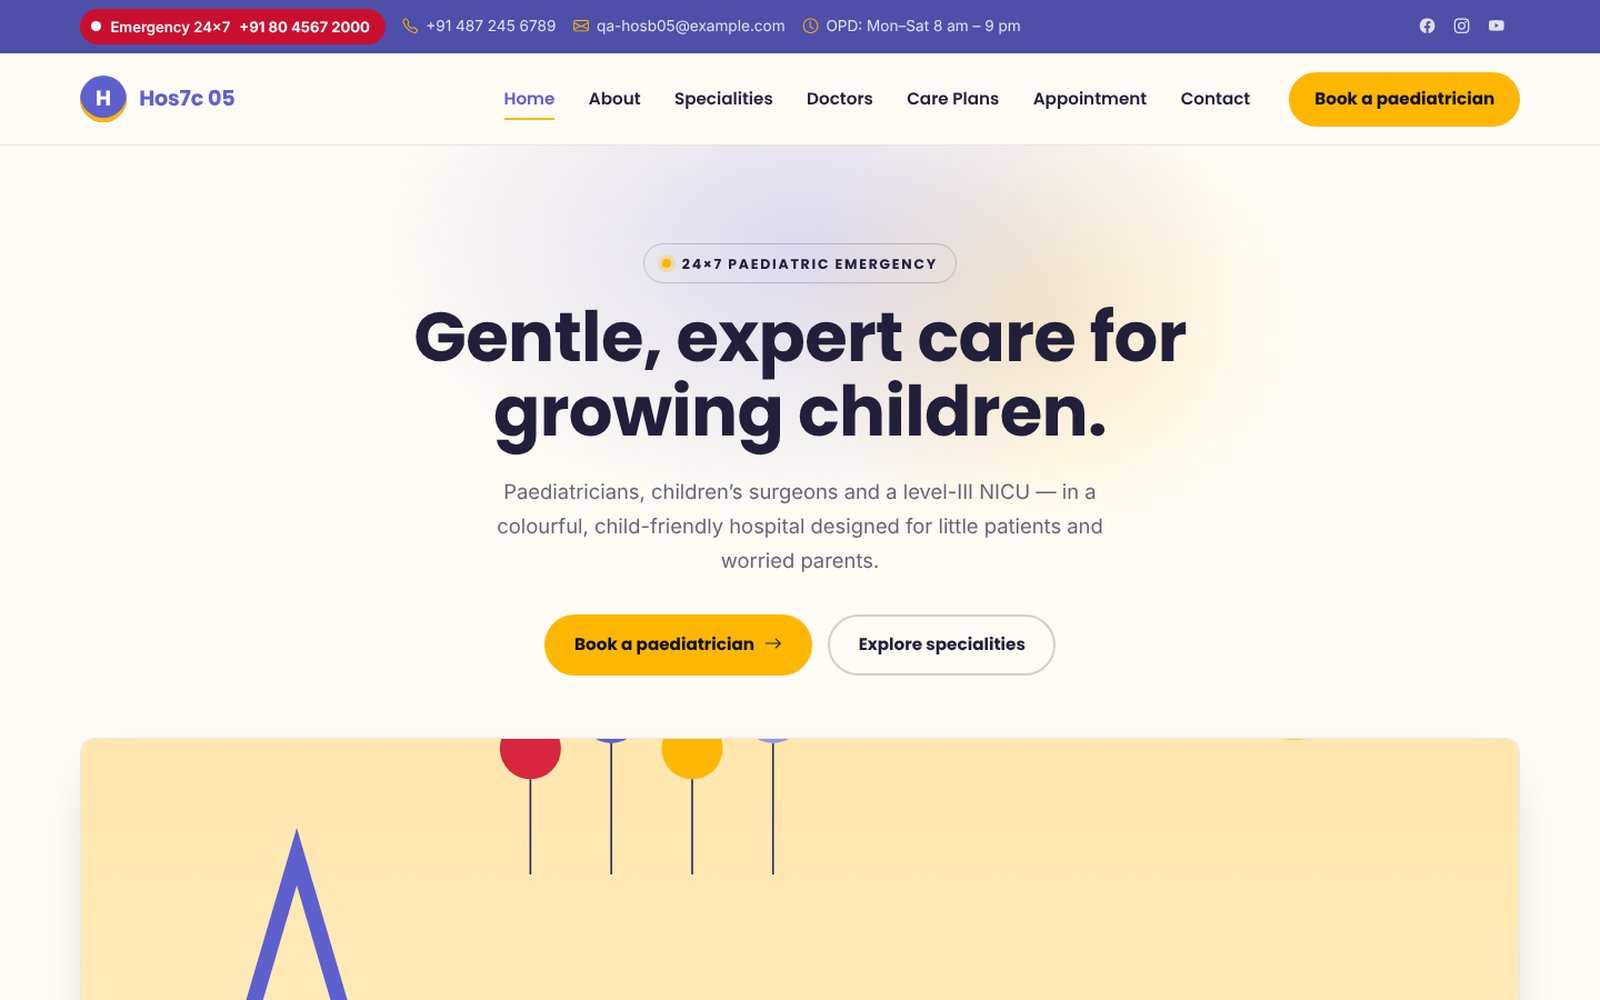 Emergency 24×7 +91 80 4567 2000
+91 487 245 6789
qa-hosb05@example.com
OPD: Mon–Sat 8 am – 9 pm
H
Hos7c 05
Home
About
Specialities
Doctors
Care Plans
Appointment
Contact
Book a paediatrician
24×7 PAEDIATRIC EMERGENCY
Gentle, expert care for
growing children.
Paediatricians, children’s surgeons and a level-III NICU — in a
colourful, child-friendly hospital designed for little patients and
worried parents.
Book a paediatrician →
Explore specialities